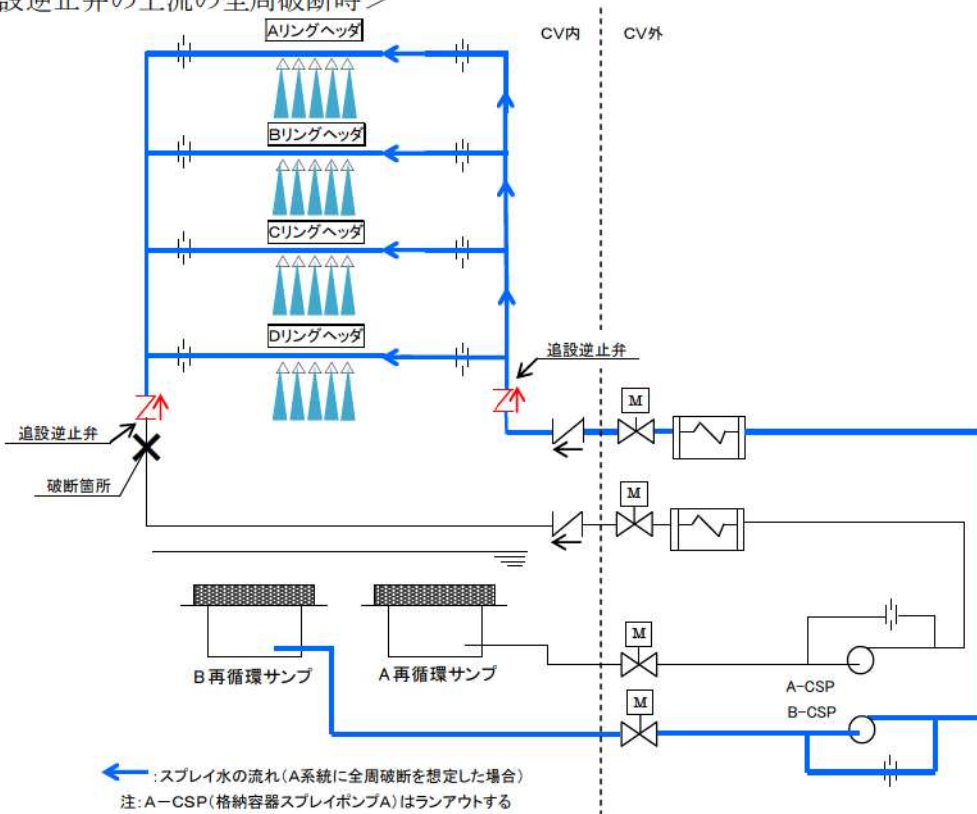 設逆止弁の上流の全周破断時＞
Aリングヘッダ
CV内
CV外
Bリングヘッダ
Cリングヘッダ
Dリングヘッダ
追設逆止弁
M
追設逆止弁
破断箇所
M
M
B再循環サンプ
A再循環サンプ
A-CSP
B-CSP
M
：スプレイ水の流れ（A系統に全周破断を想定した場合）
注：A－CSP（格納容器スプレイポンプA）はランアウトする